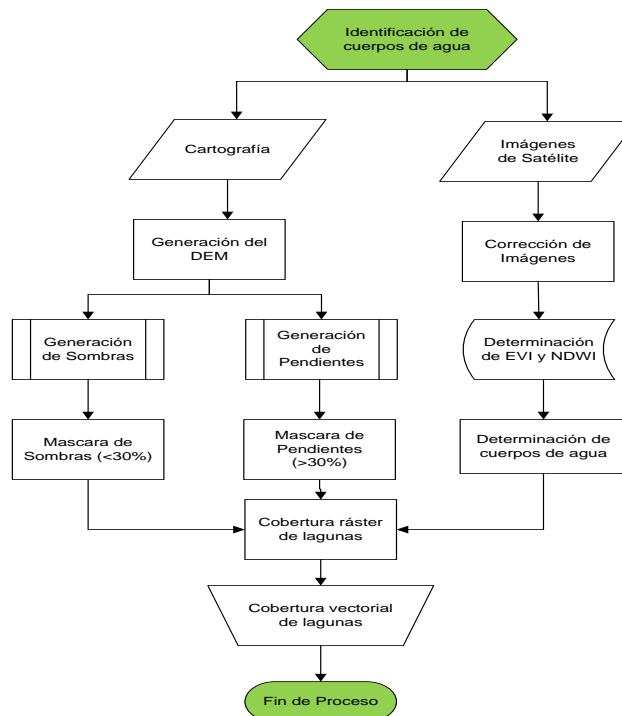 Identificación de
cuerpos de agua
Cartografía
Imágenes
de Satélite
Generación del
DEM
Corrección de
Imágenes
Generación
de Sombras
Generación
de
Pendientes
Determinación
de EVI y NDWI
Mascara de
Sombras (<30%)
Mascara de
Pendientes
(>30%)
Determinación de
cuerpos de agua
Cobertura ráster
de lagunas
Cobertura vectorial
de lagunas
Fin de Proceso